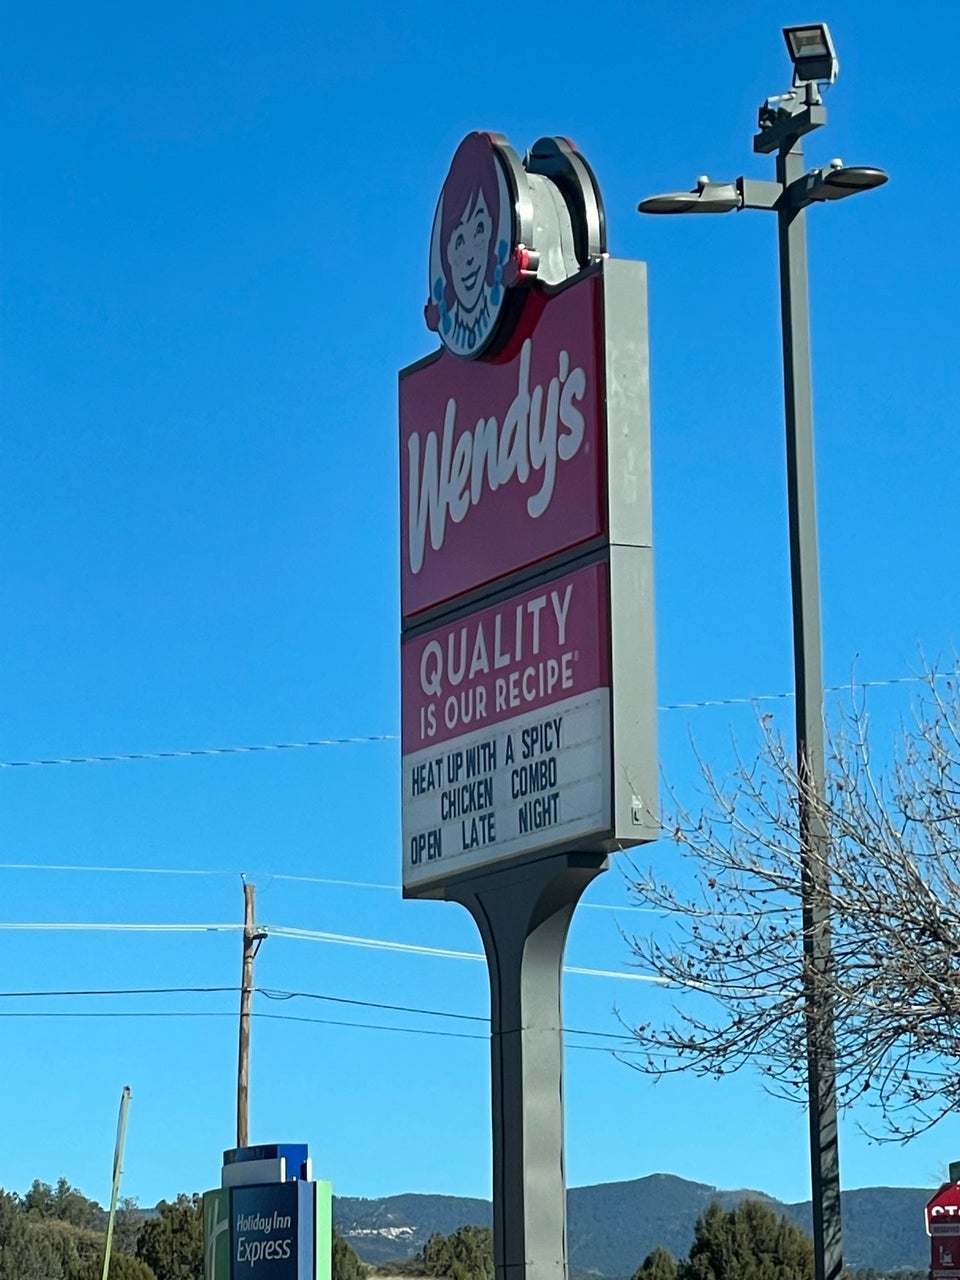 Wendy's
QUALITY
IS OUR RECIPE
HEAT UP WITH A SPICY
CHICKEN COMBO
OPEN LATE NIGHT
Holiday Inn
Express